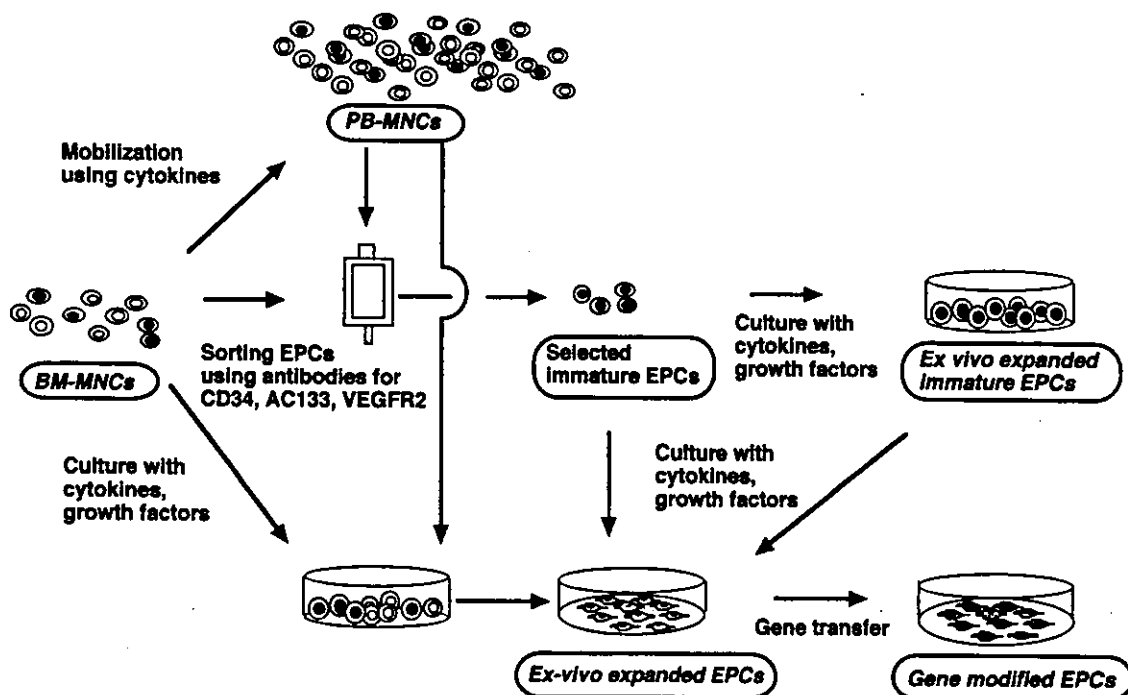 PB-MNCs
Mobilization
using cytokines
BM-MNCs
Sorting EPCs
using antibodies for
CD34, AC133, VEGFR2
Selected
immature EPCs
Culture with
cytokines,
growth factors
Ex vivo expanded
immature EPCs
Culture with
cytokines,
growth factors
Culture with
cytokines,
growth factors
Ex-vivo expanded EPCs
Gene transfer
Gene modified EPCs